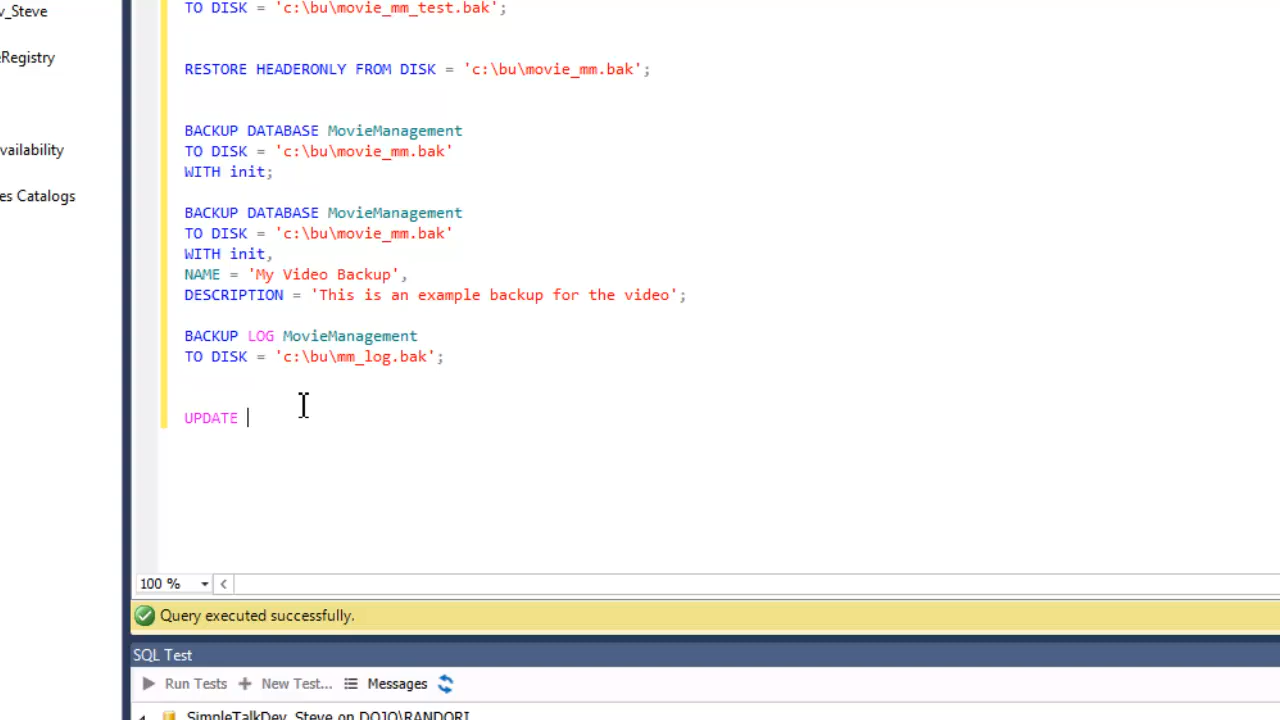 v_Steve
Registry
vailability
es Catalogs
TO DISK = 'c:\bu\movie_mm_test.bak';
RESTORE HEADERONLY FROM DISK = 'c:\bu\movie_mm.bak';
BACKUP DATABASE MovieManagement
TO DISK = 'c:\bu\movie_mm.bak'
WITH init;
BACKUP DATABASE MovieManagement
TO DISK = 'c:\bu\movie_mm.bak'
WITH init,
NAME = 'My Video Backup',
DESCRIPTION = 'This is an example backup for the video';
BACKUP LOG MovieManagement
TO DISK = 'c:\bu\mm_log.bak';
UPDATE
100 %
Query executed successfully.
SQL Test
Run Tests New Test... Messages
SimpleTalkDev_Steve on DOJO\RANDORI